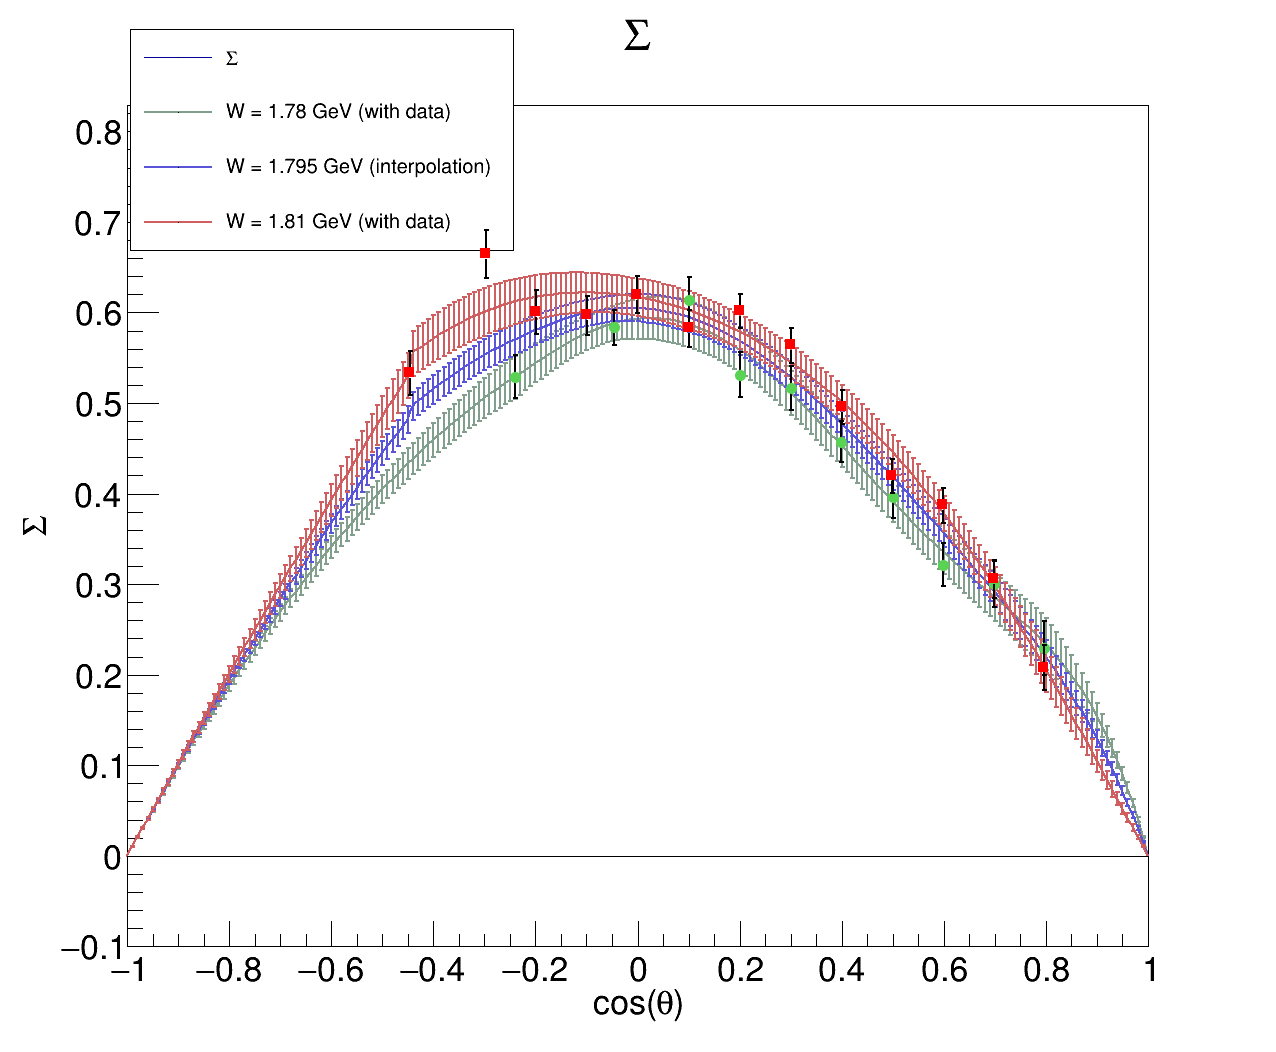 Σ
Σ
W = 1.78 GeV (with data)
W = 1.795 GeV (interpolation)
W = 1.81 GeV (with data)
0.8
0.7
0.6
0.5
0.4
0.3
0.2
0.1
0
−0.1
Σ
−1 −0.8 −0.6 −0.4 −0.2 0 0.2 0.4 0.6 0.8 1
cos(θ)